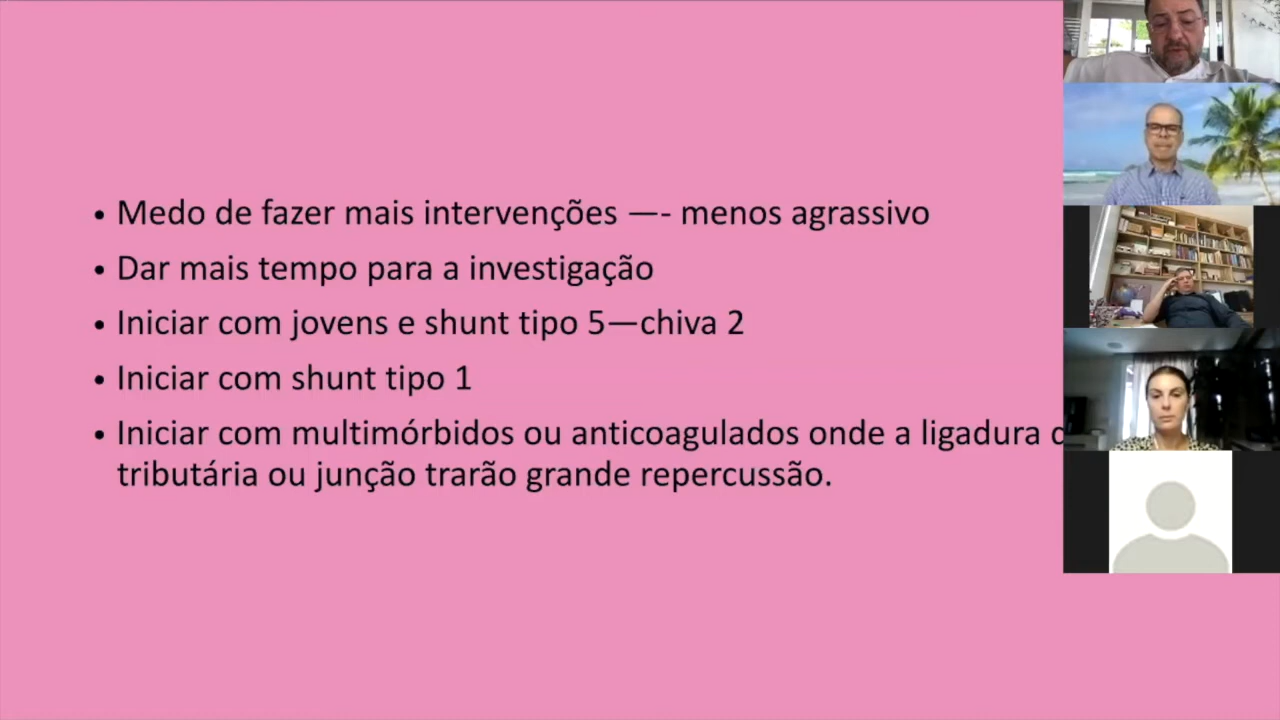 • Medo de fazer mais intervenções —- menos agrassivo
• Dar mais tempo para a investigação
• Iniciar com jovens e shunt tipo 5—chiva 2
• Iniciar com shunt tipo 1
• Iniciar com multimórbidos ou anticoagulados onde a ligadura
tributária ou junção trarão grande repercussão.